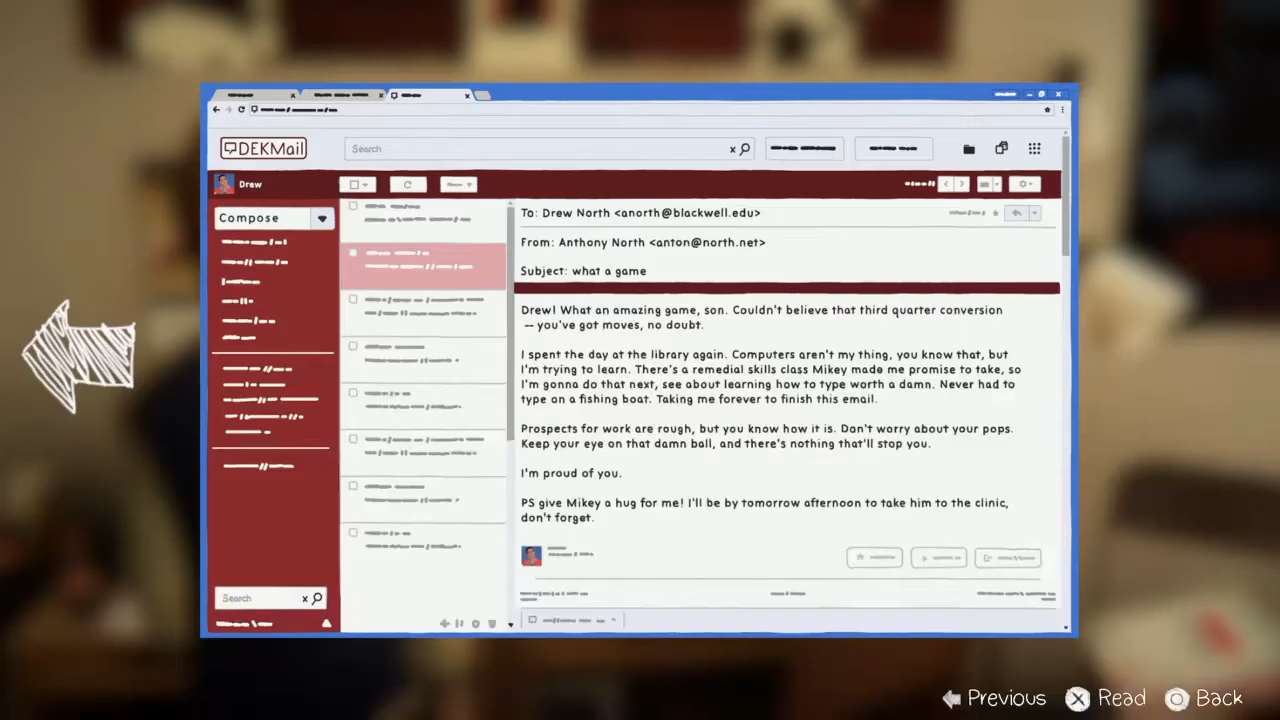 DEKMail
Search
Drew
Compose
To: Drew North <anorth@blackwell.edu>
From: Anthony North <anton@north.net>
Subject: what a game
Drew! What an amazing game, son. Couldn't believe that third quarter conversion
-- you've got moves, no doubt.
I spent the day at the library again. Computers aren't my thing, you know that, but
I'm trying to learn. There's a remedial skills class Mikey made me promise to take, so
I'm gonna do that next, see about learning how to type worth a damn. Never had to
type on a fishing boat. Taking me forever to finish this email.
Prospects for work are rough, but you know how it is. Don't worry about your pops.
Keep your eye on that damn ball, and there's nothing that'll stop you.
I'm proud of you.
PS give Mikey a hug for me! I'll be by tomorrow afternoon to take him to the clinic,
don't forget.
Search
Previous
Read
Back